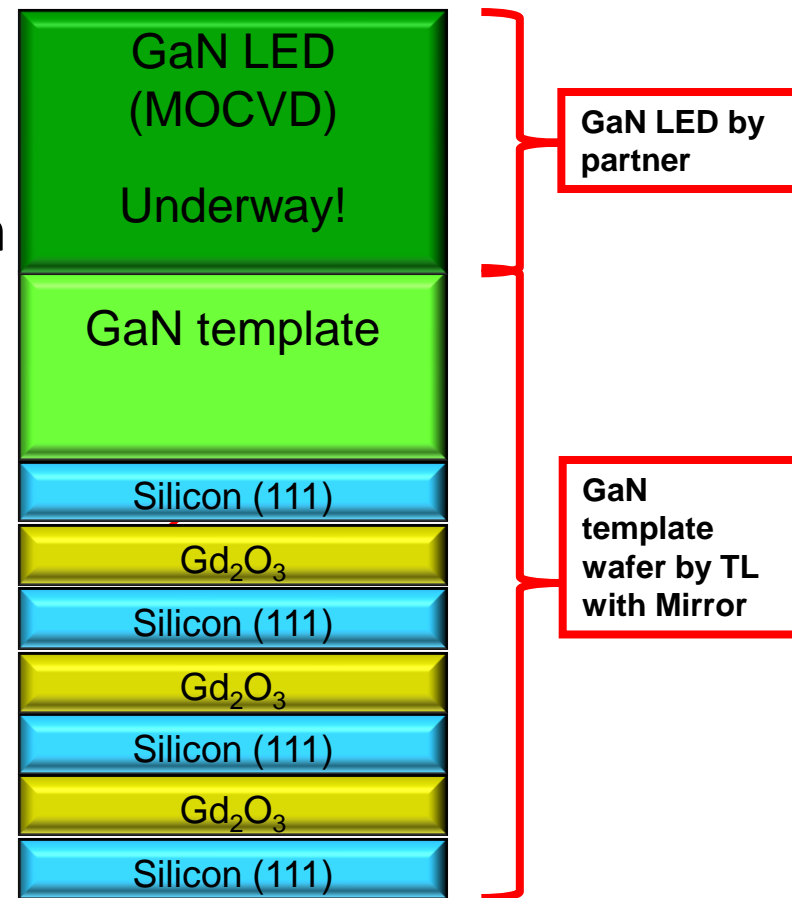 GaN LED
(MOCVD)
Underway!
GaN LED by
partner
n
GaN template
Silicon (111)
Gd₂O₃
Silicon (111)
Gd₂O₃
Silicon (111)
Gd₂O₃
Silicon (111)
GaN
template
wafer by TL
with Mirror